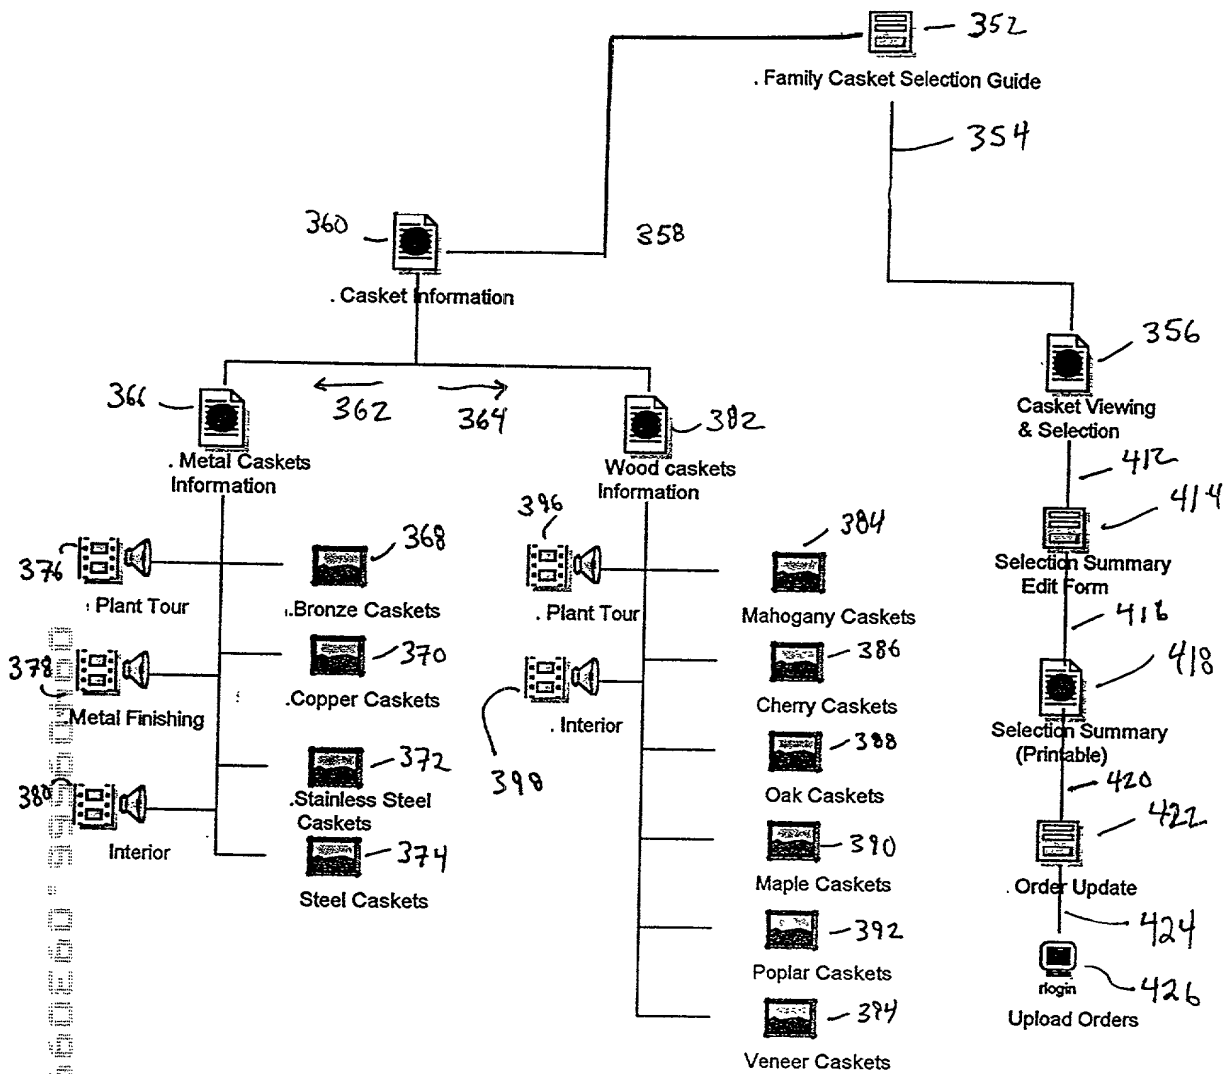 352
. Family Casket Selection Guide
354
360
358
. Casket Information
356
366
362
364
382
Casket Viewing
& Selection
. Metal Caskets
Information
Wood caskets
Information
412
414
396
384
368
376
Selection Summary
Edit Form
. Plant Tour
.Bronze Caskets
. Plant Tour
Mahogany Caskets
416
378
370
386
418
.Metal Finishing
.Copper Caskets
. Interior
Cherry Caskets
Selection Summary
(Printable)
372
398
388
380
.Stainless Steel
Caskets
Oak Caskets
420
422
Interior
374
390
Steel Caskets
Maple Caskets
. Order Update
424
392
Poplar Caskets
rlogin
426
Upload Orders
394
Veneer Caskets